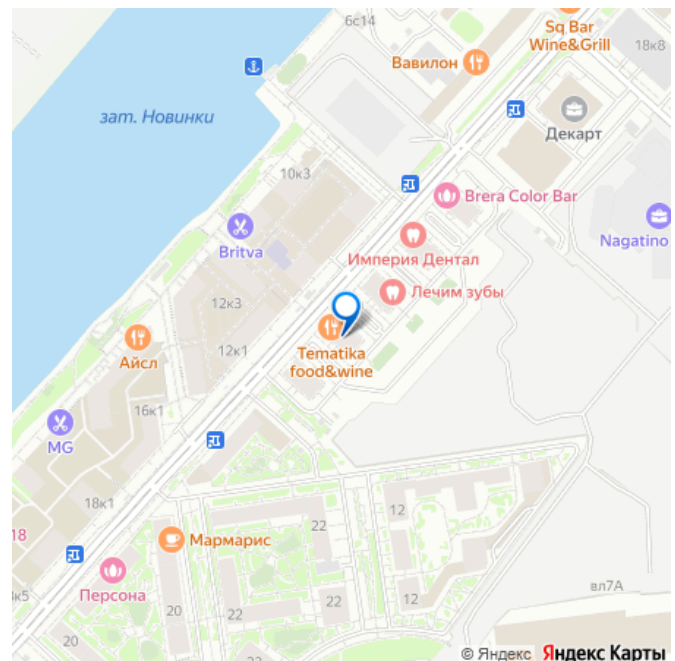 6с14
Sq Bar
Wine&Grill
18к8
Вавилон
зат. Новинки
Декарт
10к3
Brera Color Bar
Britva
Империя Дентал
Nagatino
Лечим зубы
12к3
12к1
Tematika
food&wine
Айсл
16к1
MG
18к1
18
22
12
Мармарис
вл7А
Персона
к5
20
22
22
12
20
© Яндекс Яндекс Карты